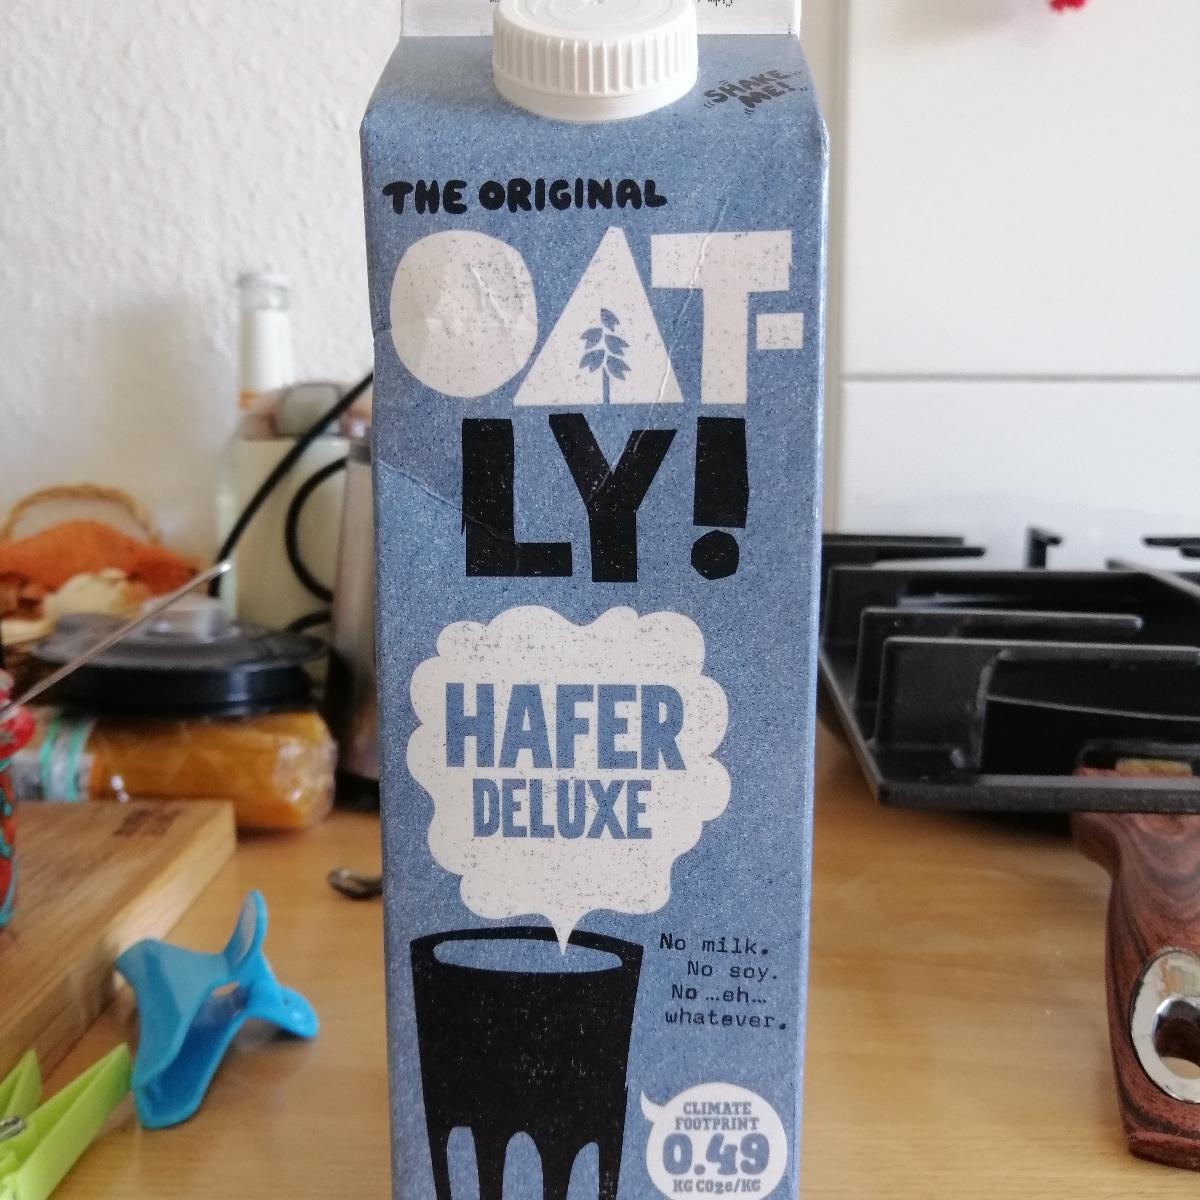 "SHAKE
ME!"
THE ORIGINAL
OAT-
LY!
HAFER
DELUXE
No milk.
No soy.
No …eh…
whatever.
CLIMATE
FOOTPRINT
0.49
KG CO2e/KG